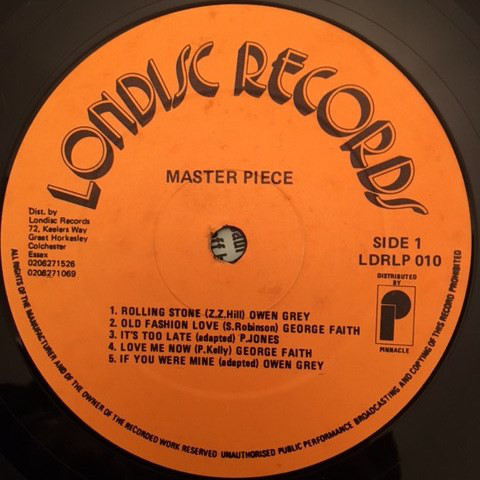 LONDISC RECORDS
MASTER PIECE
Dist. by
Londisc Records
72, Keelers Way
Great Horkesley
Colchester
Essex
0206271526
0206271069
SIDE 1
LDRLP 010
DISTRIBUTED
BY
PINNACLE
1. ROLLING STONE (Z.Z.Hill) OWEN GREY
2. OLD FASHION LOVE (S.Robinson) GEORGE FAITH
3. IT'S TOO LATE (adapted) P.JONES
4. LOVE ME NOW (P.Kelly) GEORGE FAITH
5. IF YOU WERE MINE (adapted) OWEN GREY
ALL RIGHTS OF THE MANUFACTURER AND OF THE OWNER OF THE RECORDED WORK RESERVED UNAUTHORISED PUBLIC PERFORMANCE BROADCASTING AND COPYING OF THIS RECORD PROHIBITED